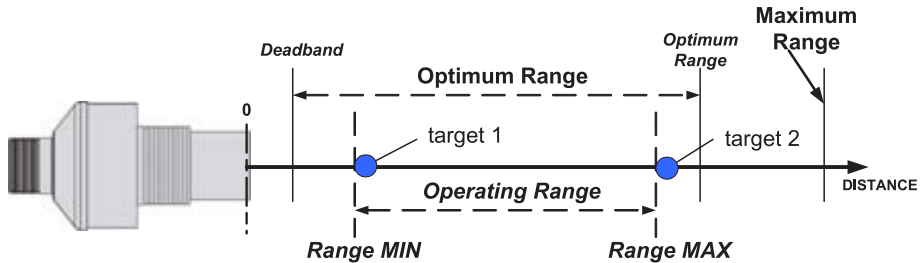 Maximum
Range
Deadband
Optimum
Range
Optimum Range
0
target 1
target 2
Operating Range
DISTANCE
Range MIN
Range MAX